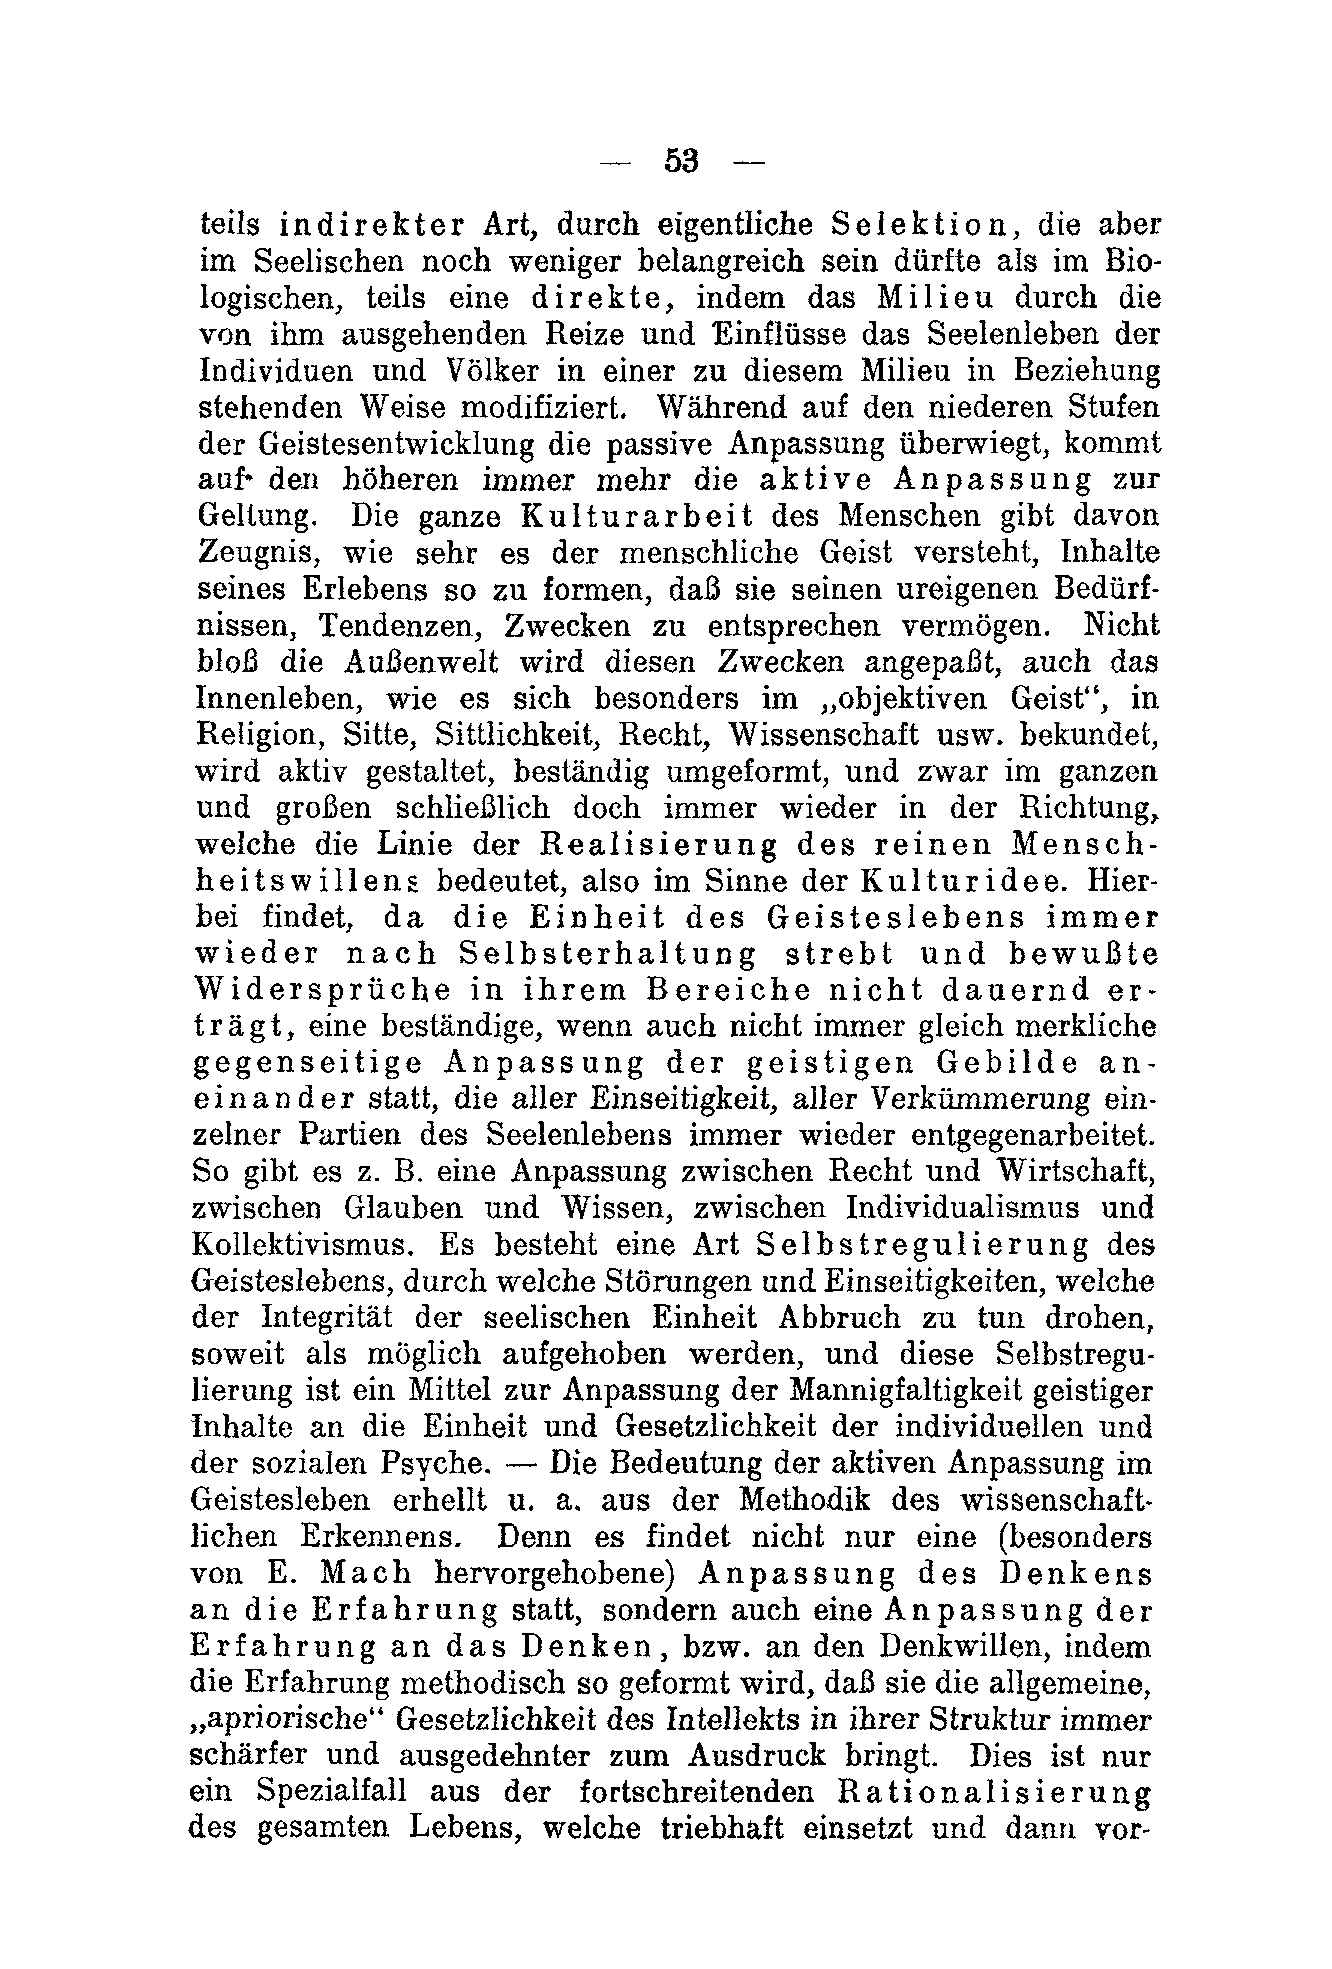 — 53 —
teils indirekter Art, durch eigentliche Selektion, die aber
im Seelischen noch weniger belangreich sein dürfte als im Bio-
logischen, teils eine direkte, indem das Milieu durch die
von ihm ausgehenden Reize und Einflüsse das Seelenleben der
Individuen und Völker in einer zu diesem Milieu in Beziehung
stehenden Weise modifiziert. Während auf den niederen Stufen
der Geistesentwicklung die passive Anpassung überwiegt, kommt
auf den höheren immer mehr die aktive Anpassung zur
Geltung. Die ganze Kulturarbeit des Menschen gibt davon
Zeugnis, wie sehr es der menschliche Geist versteht, Inhalte
seines Erlebens so zu formen, daß sie seinen ureigenen Bedürf-
nissen, Tendenzen, Zwecken zu entsprechen vermögen. Nicht
bloß die Außenwelt wird diesen Zwecken angepaßt, auch das
Innenleben, wie es sich besonders im „objektiven Geist“, in
Religion, Sitte, Sittlichkeit, Recht, Wissenschaft usw. bekundet,
wird aktiv gestaltet, beständig umgeformt, und zwar im ganzen
und großen schließlich doch immer wieder in der Richtung,
welche die Linie der Realisierung des reinen Mensch-
heitswillens bedeutet, also im Sinne der Kulturidee. Hier-
bei findet, da die Einheit des Geisteslebens immer
wieder nach Selbsterhaltung strebt und bewußte
Widersprüche in ihrem Bereiche nicht dauernd er-
trägt, eine beständige, wenn auch nicht immer gleich merkliche
gegenseitige Anpassung der geistigen Gebilde an-
einander statt, die aller Einseitigkeit, aller Verkümmerung ein-
zelner Partien des Seelenlebens immer wieder entgegenarbeitet.
So gibt es z. B. eine Anpassung zwischen Recht und Wirtschaft,
zwischen Glauben und Wissen, zwischen Individualismus und
Kollektivismus. Es besteht eine Art Selbstregulierung des
Geisteslebens, durch welche Störungen und Einseitigkeiten, welche
der Integrität der seelischen Einheit Abbruch zu tun drohen,
soweit als möglich aufgehoben werden, und diese Selbstregu-
lierung ist ein Mittel zur Anpassung der Mannigfaltigkeit geistiger
Inhalte an die Einheit und Gesetzlichkeit der individuellen und
der sozialen Psyche. — Die Bedeutung der aktiven Anpassung im
Geistesleben erhellt u. a. aus der Methodik des wissenschaft-
lichen Erkennens. Denn es findet nicht nur eine (besonders
von E. Mach hervorgehobene) Anpassung des Denkens
an die Erfahrung statt, sondern auch eine Anpassung der
Erfahrung an das Denken, bzw. an den Denkwillen, indem
die Erfahrung methodisch so geformt wird, daß sie die allgemeine,
„apriorische“ Gesetzlichkeit des Intellekts in ihrer Struktur immer
schärfer und ausgedehnter zum Ausdruck bringt. Dies ist nur
ein Spezialfall aus der fortschreitenden Rationalisierung
des gesamten Lebens, welche triebhaft einsetzt und dann vor-